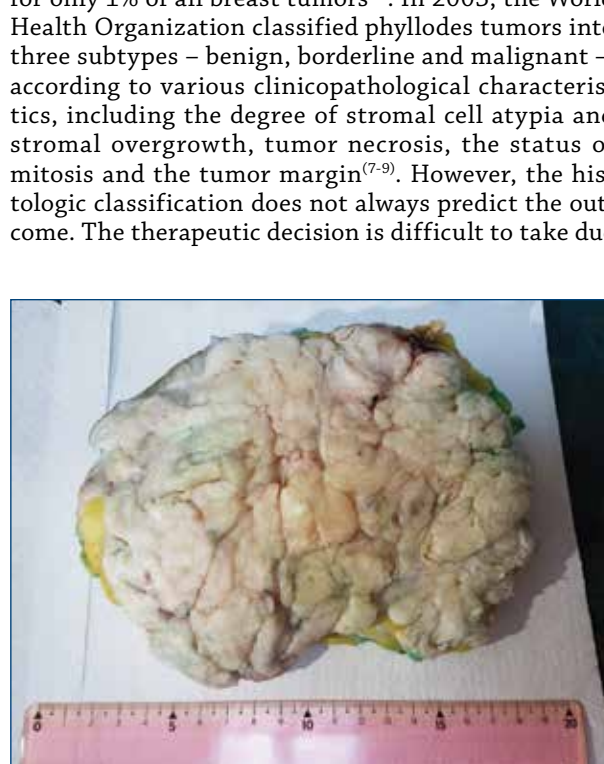 for only 1% of all breast tumors . In 2003, the World
Health Organization classified phyllodes tumors into
three subtypes – benign, borderline and malignant –
according to various clinicopathological characteris
tics, including the degree of stromal cell atypia and
stromal overgrowth, tumor necrosis, the status o
mitosis and the tumor margin(7-9). However, the his
tologic classification does not always predict the out
come. The therapeutic decision is difficult to take du
0 5 10 15 20